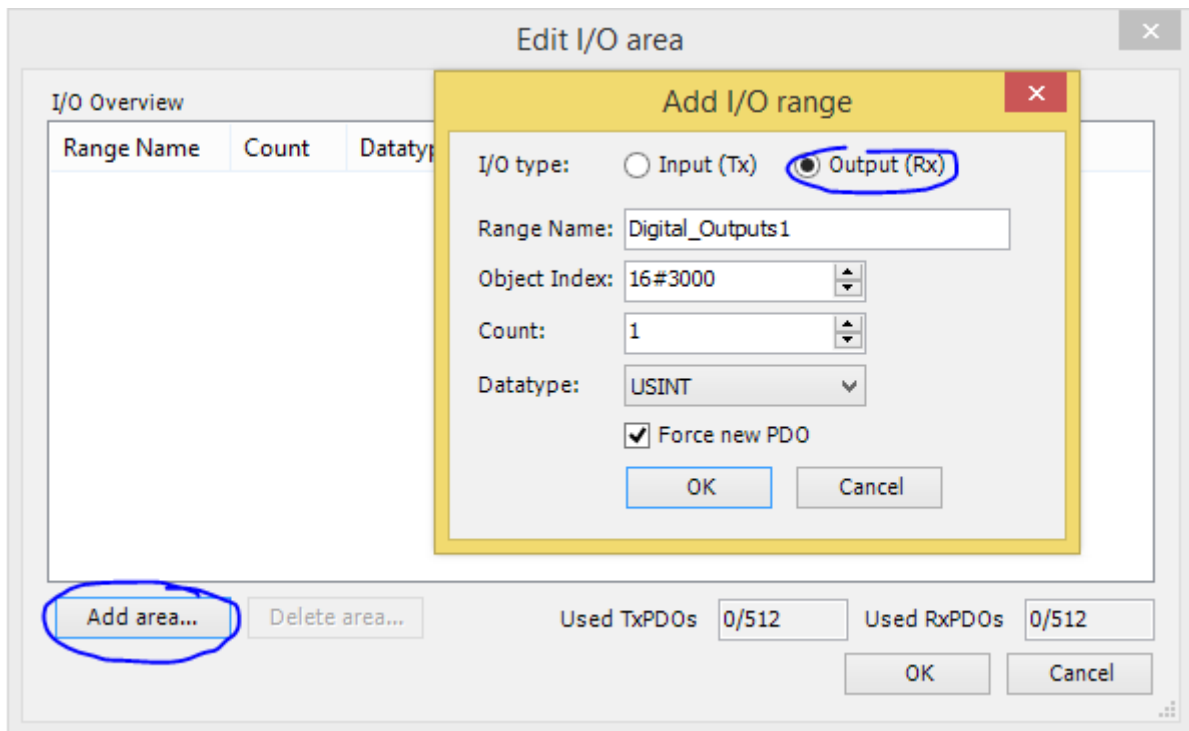 Edit I/O area
I/O Overview
Range Name Count Datatyp
Add I/O range
I/O type: Input (Tx) Output (Rx)
Range Name: Digital_Outputs1
Object Index: 16#3000
Count: 1
Datatype: USINT
Force new PDO
OK Cancel
Add area... Delete area... Used TxPDOs 0/512 Used RxPDOs 0/512
OK Cancel